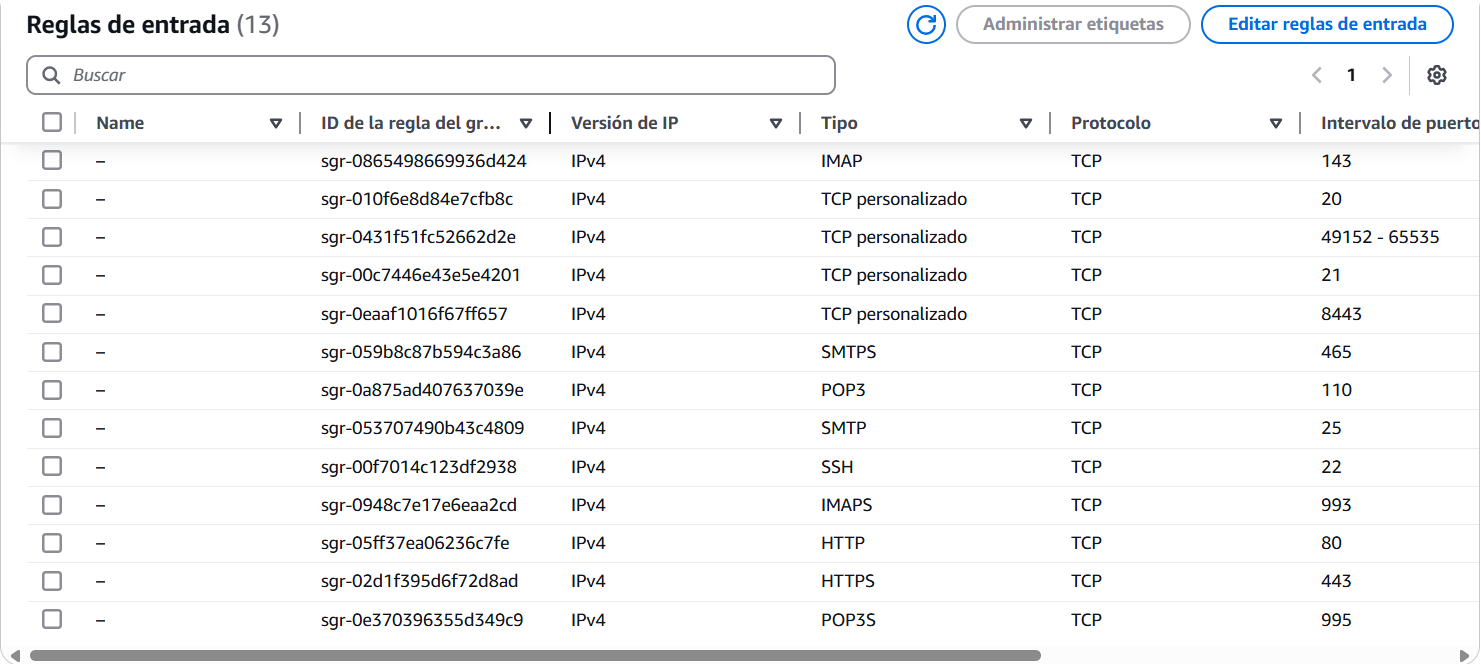 Reglas de entrada (13) Administrar etiquetas Editar reglas de entrada
Buscar 1
Name ID de la regla del gr... Versión de IP Tipo Protocolo Intervalo de puerto
– sgr-0865498669936d424 IPv4 IMAP TCP 143
– sgr-010f6e8d84e7cfb8c IPv4 TCP personalizado TCP 20
– sgr-0431f51fc52662d2e IPv4 TCP personalizado TCP 49152 - 65535
– sgr-00c7446e43e5e4201 IPv4 TCP personalizado TCP 21
– sgr-0eaaf1016f67ff657 IPv4 TCP personalizado TCP 8443
– sgr-059b8c87b594c3a86 IPv4 SMTPS TCP 465
– sgr-0a875ad407637039e IPv4 POP3 TCP 110
– sgr-053707490b43c4809 IPv4 SMTP TCP 25
– sgr-00f7014c123df2938 IPv4 SSH TCP 22
– sgr-0948c7e17e6eaa2cd IPv4 IMAPS TCP 993
– sgr-05ff37ea06236c7fe IPv4 HTTP TCP 80
– sgr-02d1f395d6f72d8ad IPv4 HTTPS TCP 443
– sgr-0e370396355d349c9 IPv4 POP3S TCP 995